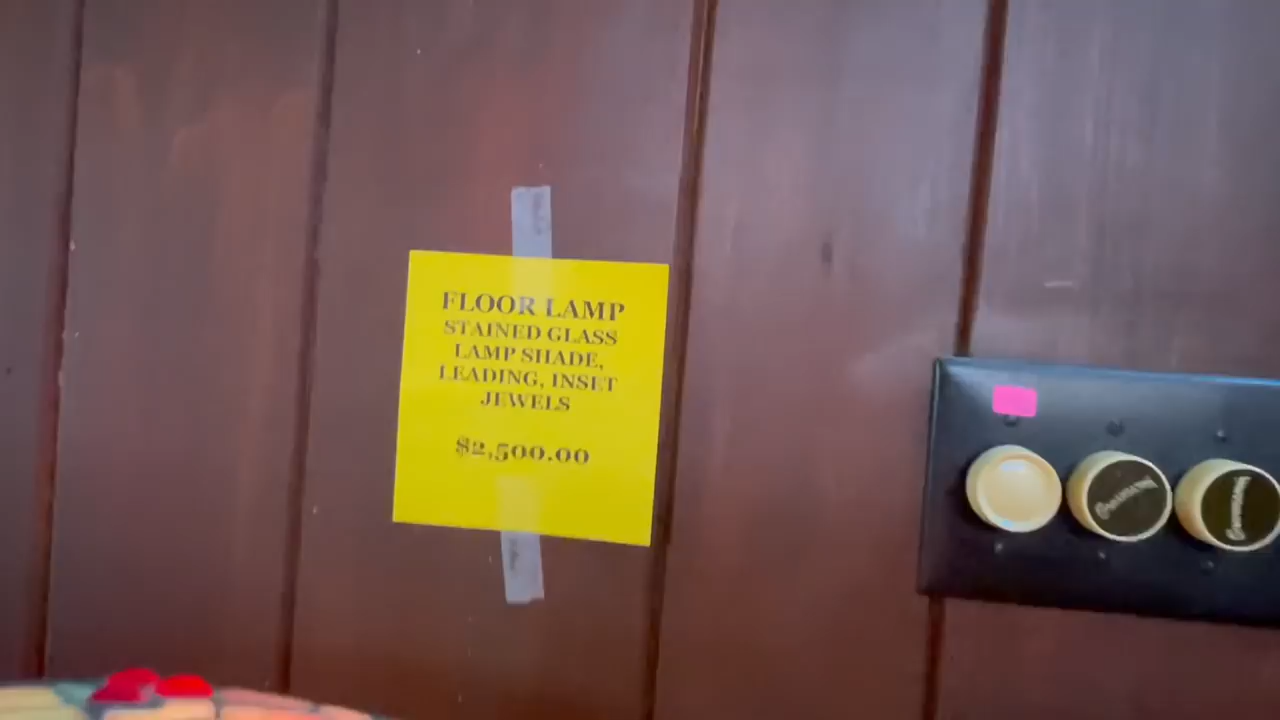 FLOOR LAMP
STAINED GLASS
LAMP SHADE,
LEADING, INSET
JEWELS
$2,500.00